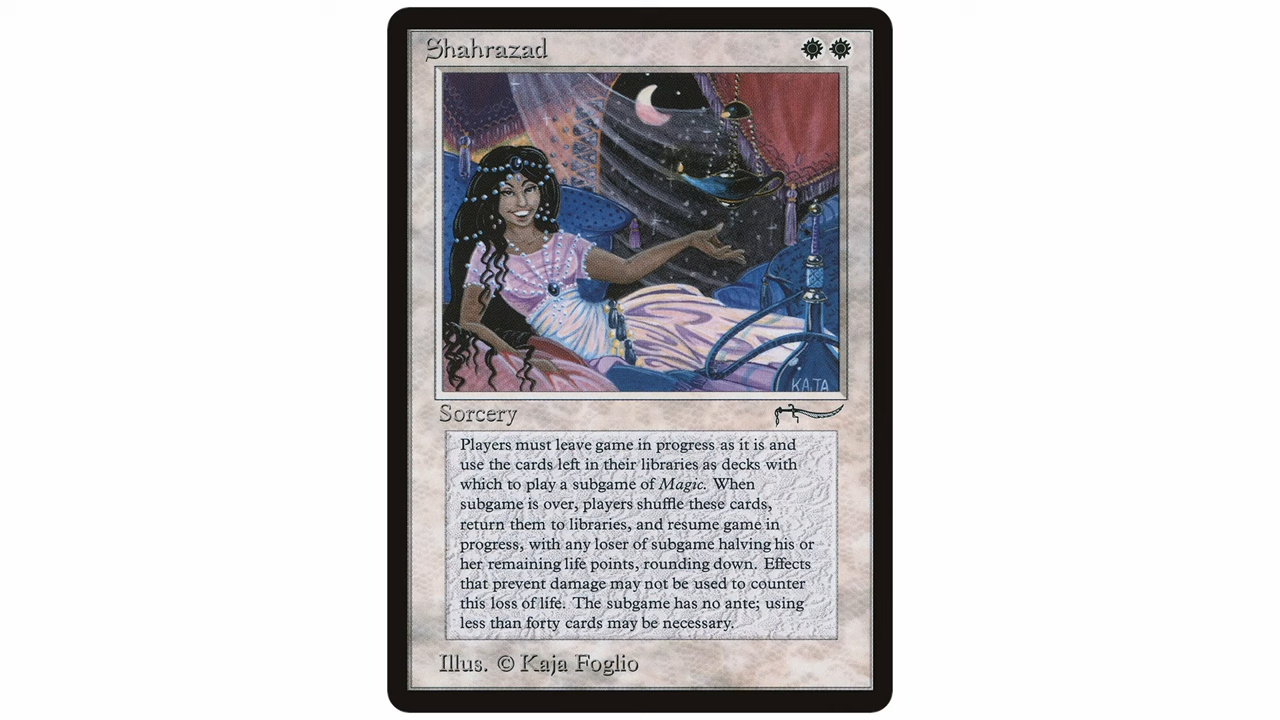 Shahrazad
KAJA
Sorcery
Players must leave game in progress as it is and
use the cards left in their libraries as decks with
which to play a subgame of Magic. When
subgame is over, players shuffle these cards,
return them to libraries, and resume game in
progress, with any loser of subgame halving his or
her remaining life points, rounding down. Effects
that prevent damage may not be used to counter
this loss of life. The subgame has no ante; using
less than forty cards may be necessary.
Illus. © Kaja Foglio